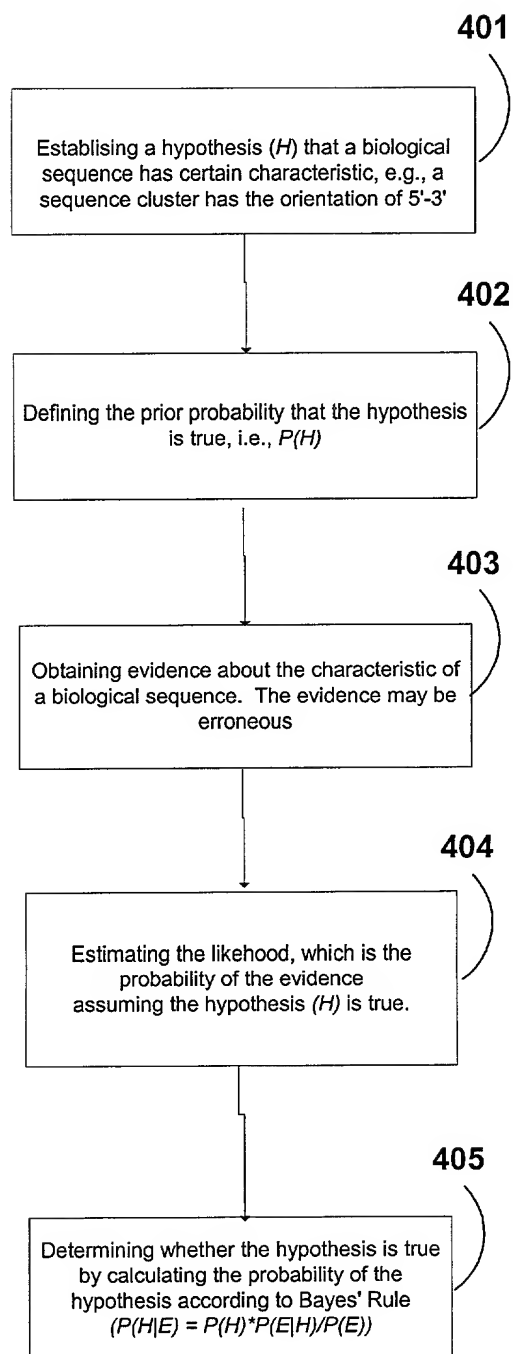 401
Establising a hypothesis (H) that a biological
sequence has certain characteristic, e.g., a
sequence cluster has the orientation of 5'-3'
402
Defining the prior probability that the hypothesis
is true, i.e., P(H)
403
Obtaining evidence about the characteristic of
a biological sequence. The evidence may be
erroneous
404
Estimating the likehood, which is the
probability of the evidence
assuming the hypothesis (H) is true.
405
Determining whether the hypothesis is true
by calculating the probability of the
hypothesis according to Bayes' Rule
(P(H|E) = P(H)*P(E|H)/P(E))